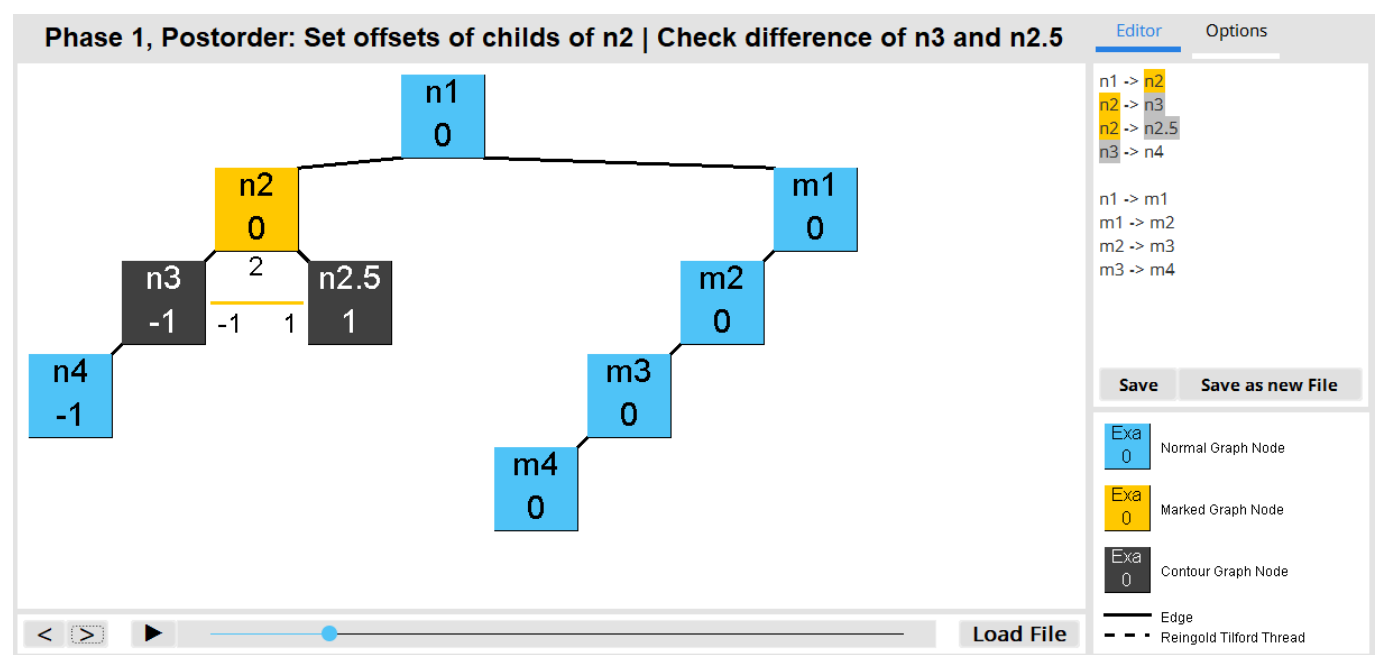 Phase 1, Postorder: Set offsets of childs of n2 | Check difference of n3 and n2.5
Editor Options
n1
0
n2
0
m1
0
n3
-1
2
-1 1
n2.5
1
m2
0
n4
-1
m3
0
m4
0
n1 -> n2
n2 -> n3
n2 -> n2.5
n3 -> n4
n1 -> m1
m1 -> m2
m2 -> m3
m3 -> m4
Save Save as new File
Exa
0
Normal Graph Node
Exa
0
Marked Graph Node
Exa
0
Contour Graph Node
Edge
Reingold Tilford Thread
< >
Load File